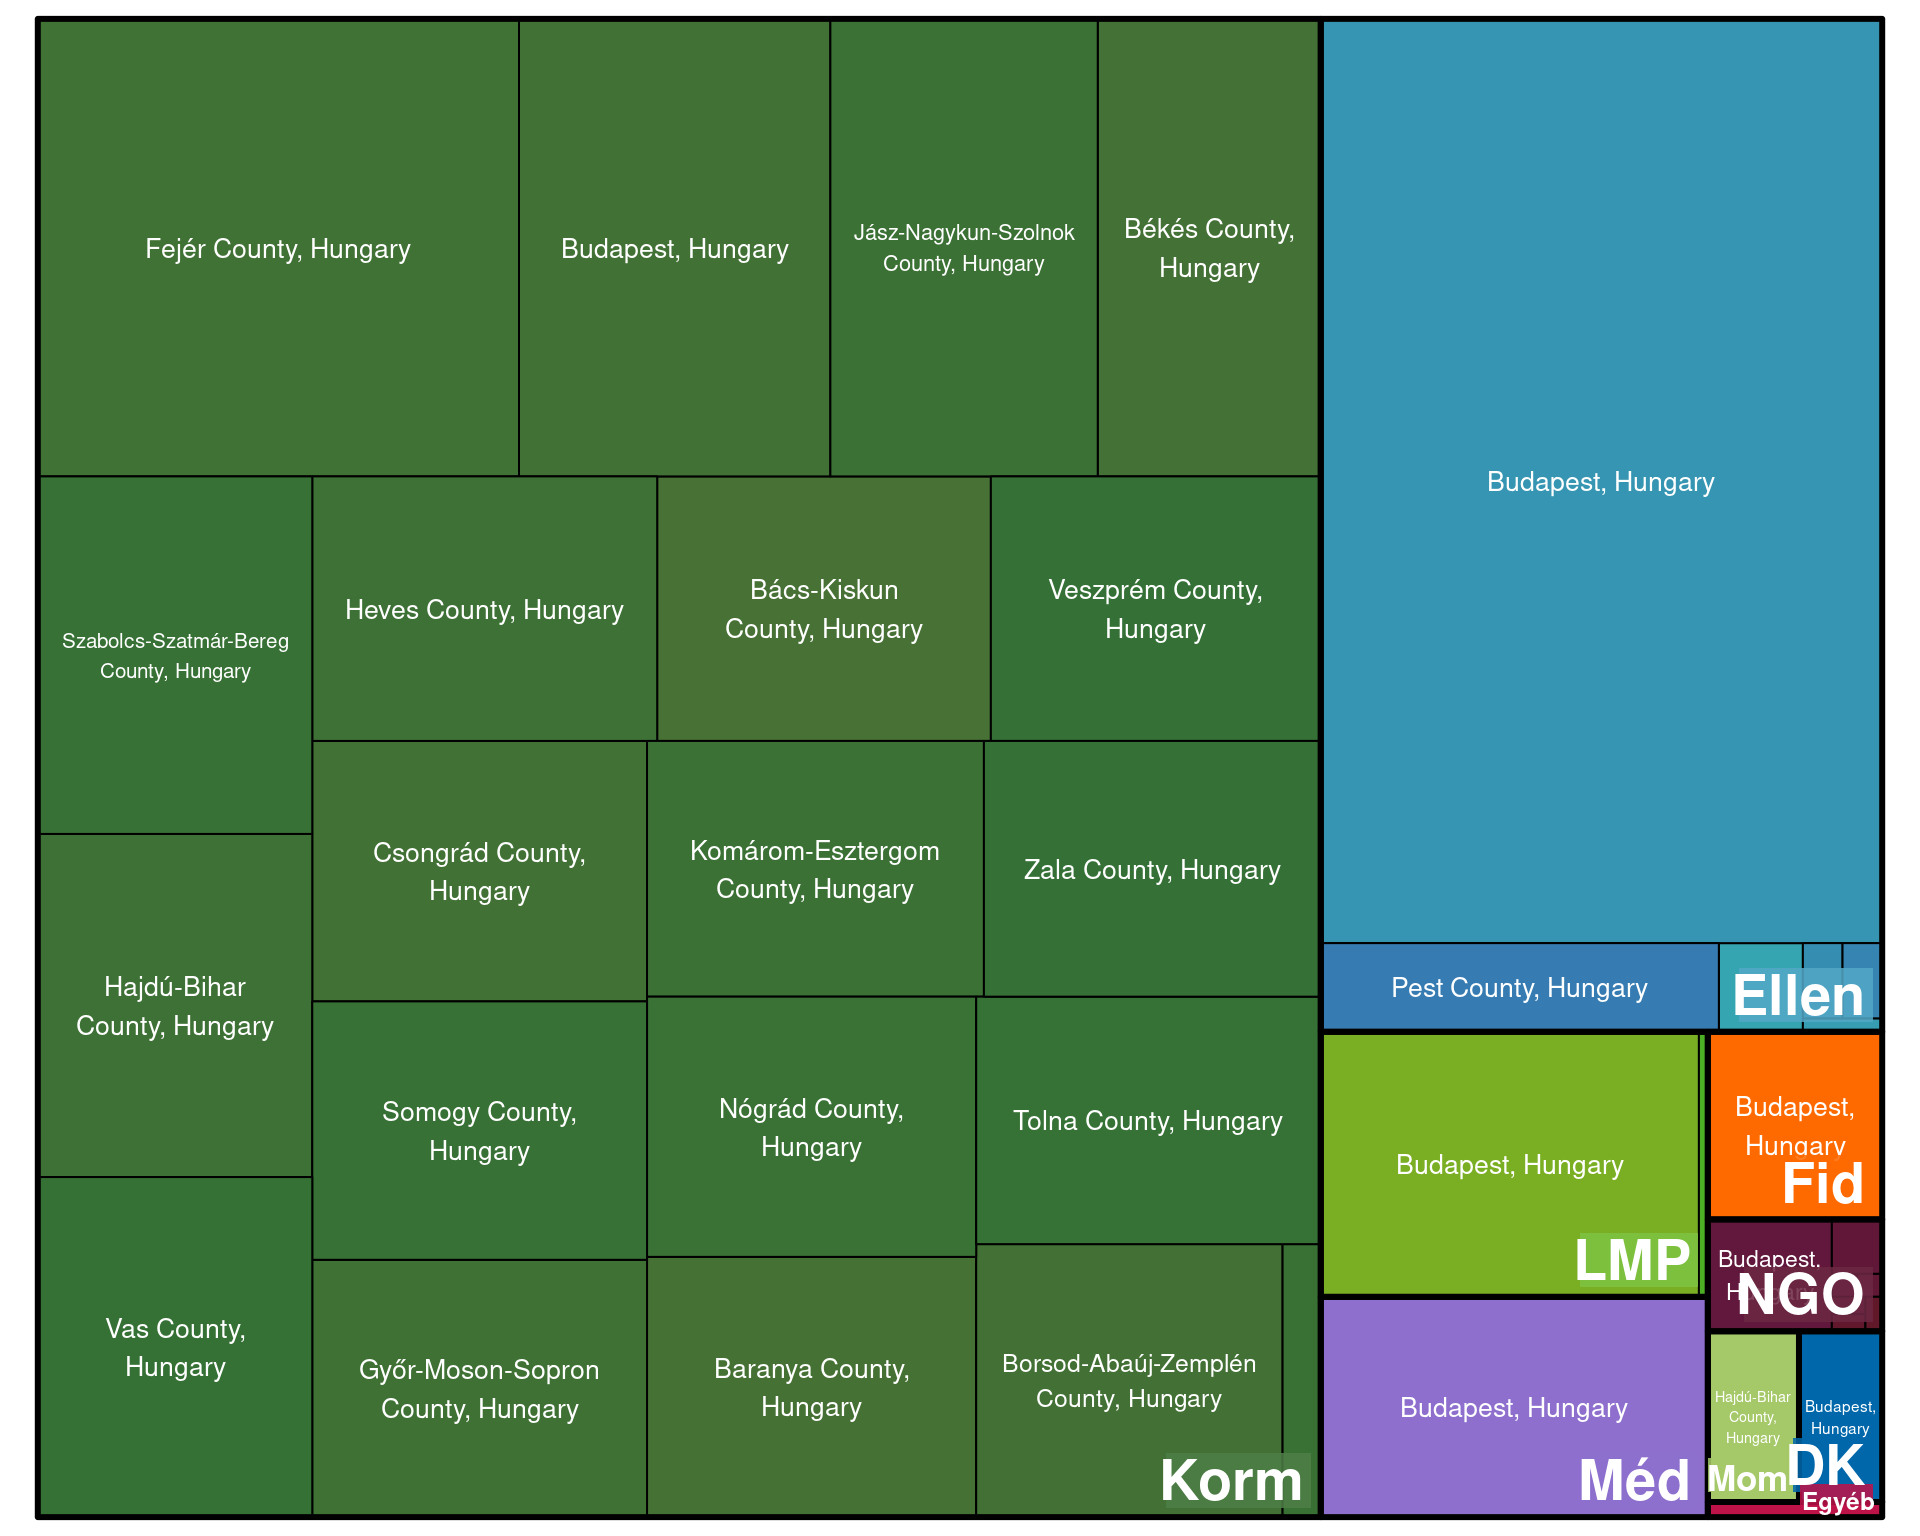 Fejér County, Hungary
Budapest, Hungary
Jász-Nagykun-Szolnok
County, Hungary
Békés County,
Hungary
Szabolcs-Szatmár-Bereg
County, Hungary
Heves County, Hungary
Bács-Kiskun
County, Hungary
Veszprém County,
Hungary
Hajdú-Bihar
County, Hungary
Csongrád County,
Hungary
Komárom-Esztergom
County, Hungary
Zala County, Hungary
Somogy County,
Hungary
Nógrád County,
Hungary
Tolna County, Hungary
Vas County,
Hungary
Győr-Moson-Sopron
County, Hungary
Baranya County,
Hungary
Borsod-Abaúj-Zemplén
County, Hungary
Korm
Budapest, Hungary
Pest County, Hungary
Ellen
Budapest, Hungary
LMP
Budapest,
Hungary
Fid
Budapest,
NGO
Budapest, Hungary
Méd
Hajdú-Bihar
County,
Hungary
Mom
Budapest,
Hungary
DK
Egyéb